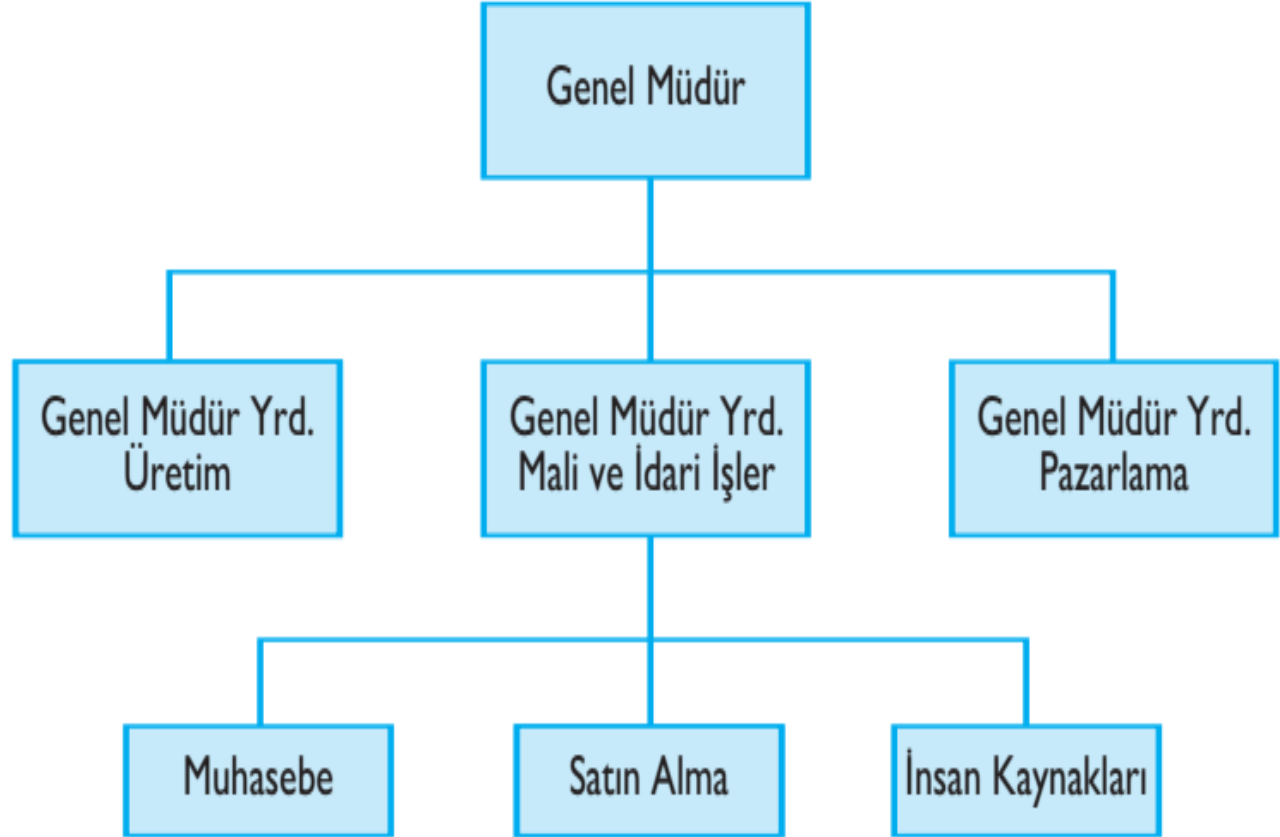 Genel Müdür
Genel Müdür Yrd.
Üretim
Genel Müdür Yrd.
Mali ve İdari İşler
Genel Müdür Yrd.
Pazarlama
Muhasebe
Satın Alma
İnsan Kaynakları